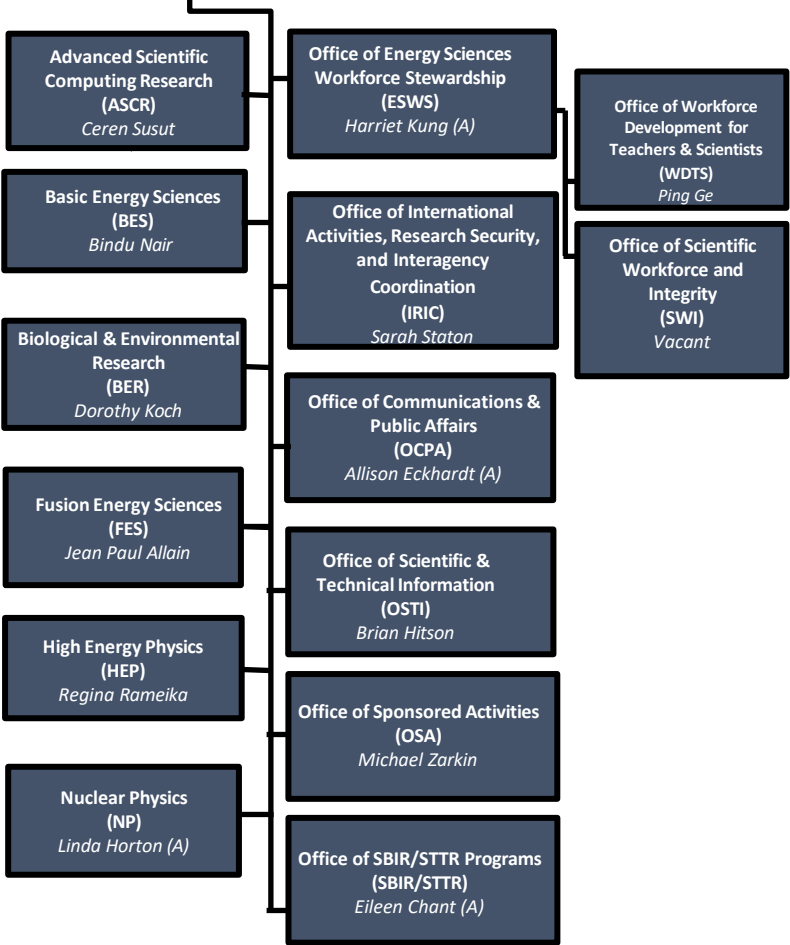 Advanced Scientific
Computing Research
(ASCR)
Ceren Susut
Basic Energy Sciences
(BES)
Bindu Nair
Biological & Environmental
Research
(BER)
Dorothy Koch
Fusion Energy Sciences
(FES)
Jean Paul Allain
High Energy Physics
(HEP)
Regina Rameika
Nuclear Physics
(NP)
Linda Horton (A)
Office of Energy Sciences
Workforce Stewardship
(ESWS)
Harriet Kung (A)
Office of International
Activities, Research Security,
and Interagency
Coordination
(IRIC)
Sarah Staton
Office of Communications &
Public Affairs
(OCPA)
Allison Eckhardt (A)
Office of Scientific &
Technical Information
(OSTI)
Brian Hitson
Office of Sponsored Activities
(OSA)
Michael Zarkin
Office of SBIR/STTR Programs
(SBIR/STTR)
Eileen Chant (A)
Office of Workforce
Development for
Teachers & Scientists
(WDTS)
Ping Ge
Office of Scientific
Workforce and
Integrity
(SWI)
Vacant